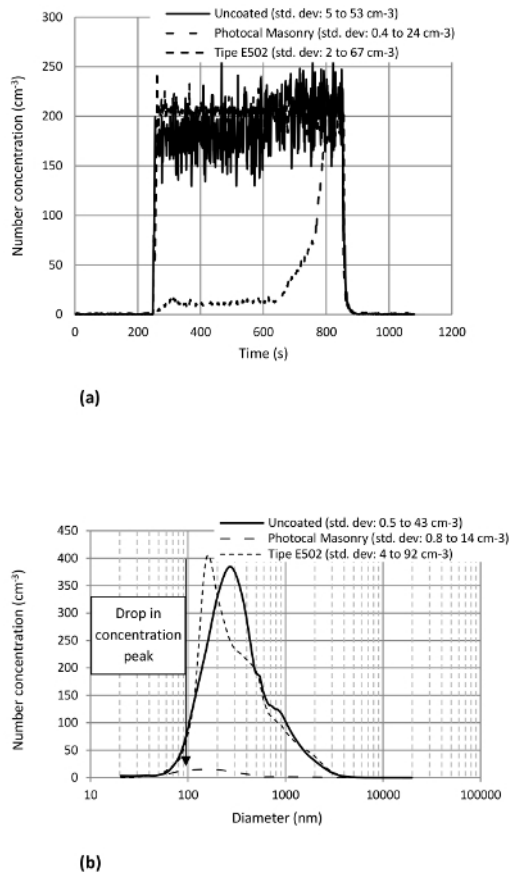 Uncoated (std. dev: 5 to 53 cm-3)
Photocal Masonry (std. dev: 0.4 to 24 cm-3)
Tipe E502 (std. dev: 2 to 67 cm-3)
Number concentration (cm⁻³)
300
250
200
150
100
50
0
0 200 400 600 800 1000 1200
Time (s)
(a)
Uncoated (std. dev: 0.5 to 43 cm-3)
Photocal Masonry (std. dev: 0.8 to 14 cm-3)
Tipe E502 (std. dev: 4 to 92 cm-3)
Number concentration (cm⁻³)
450
400
350
300
250
200
150
100
50
0
Drop in
concentration
peak
10 100 1000 10000 100000
Diameter (nm)
(b)